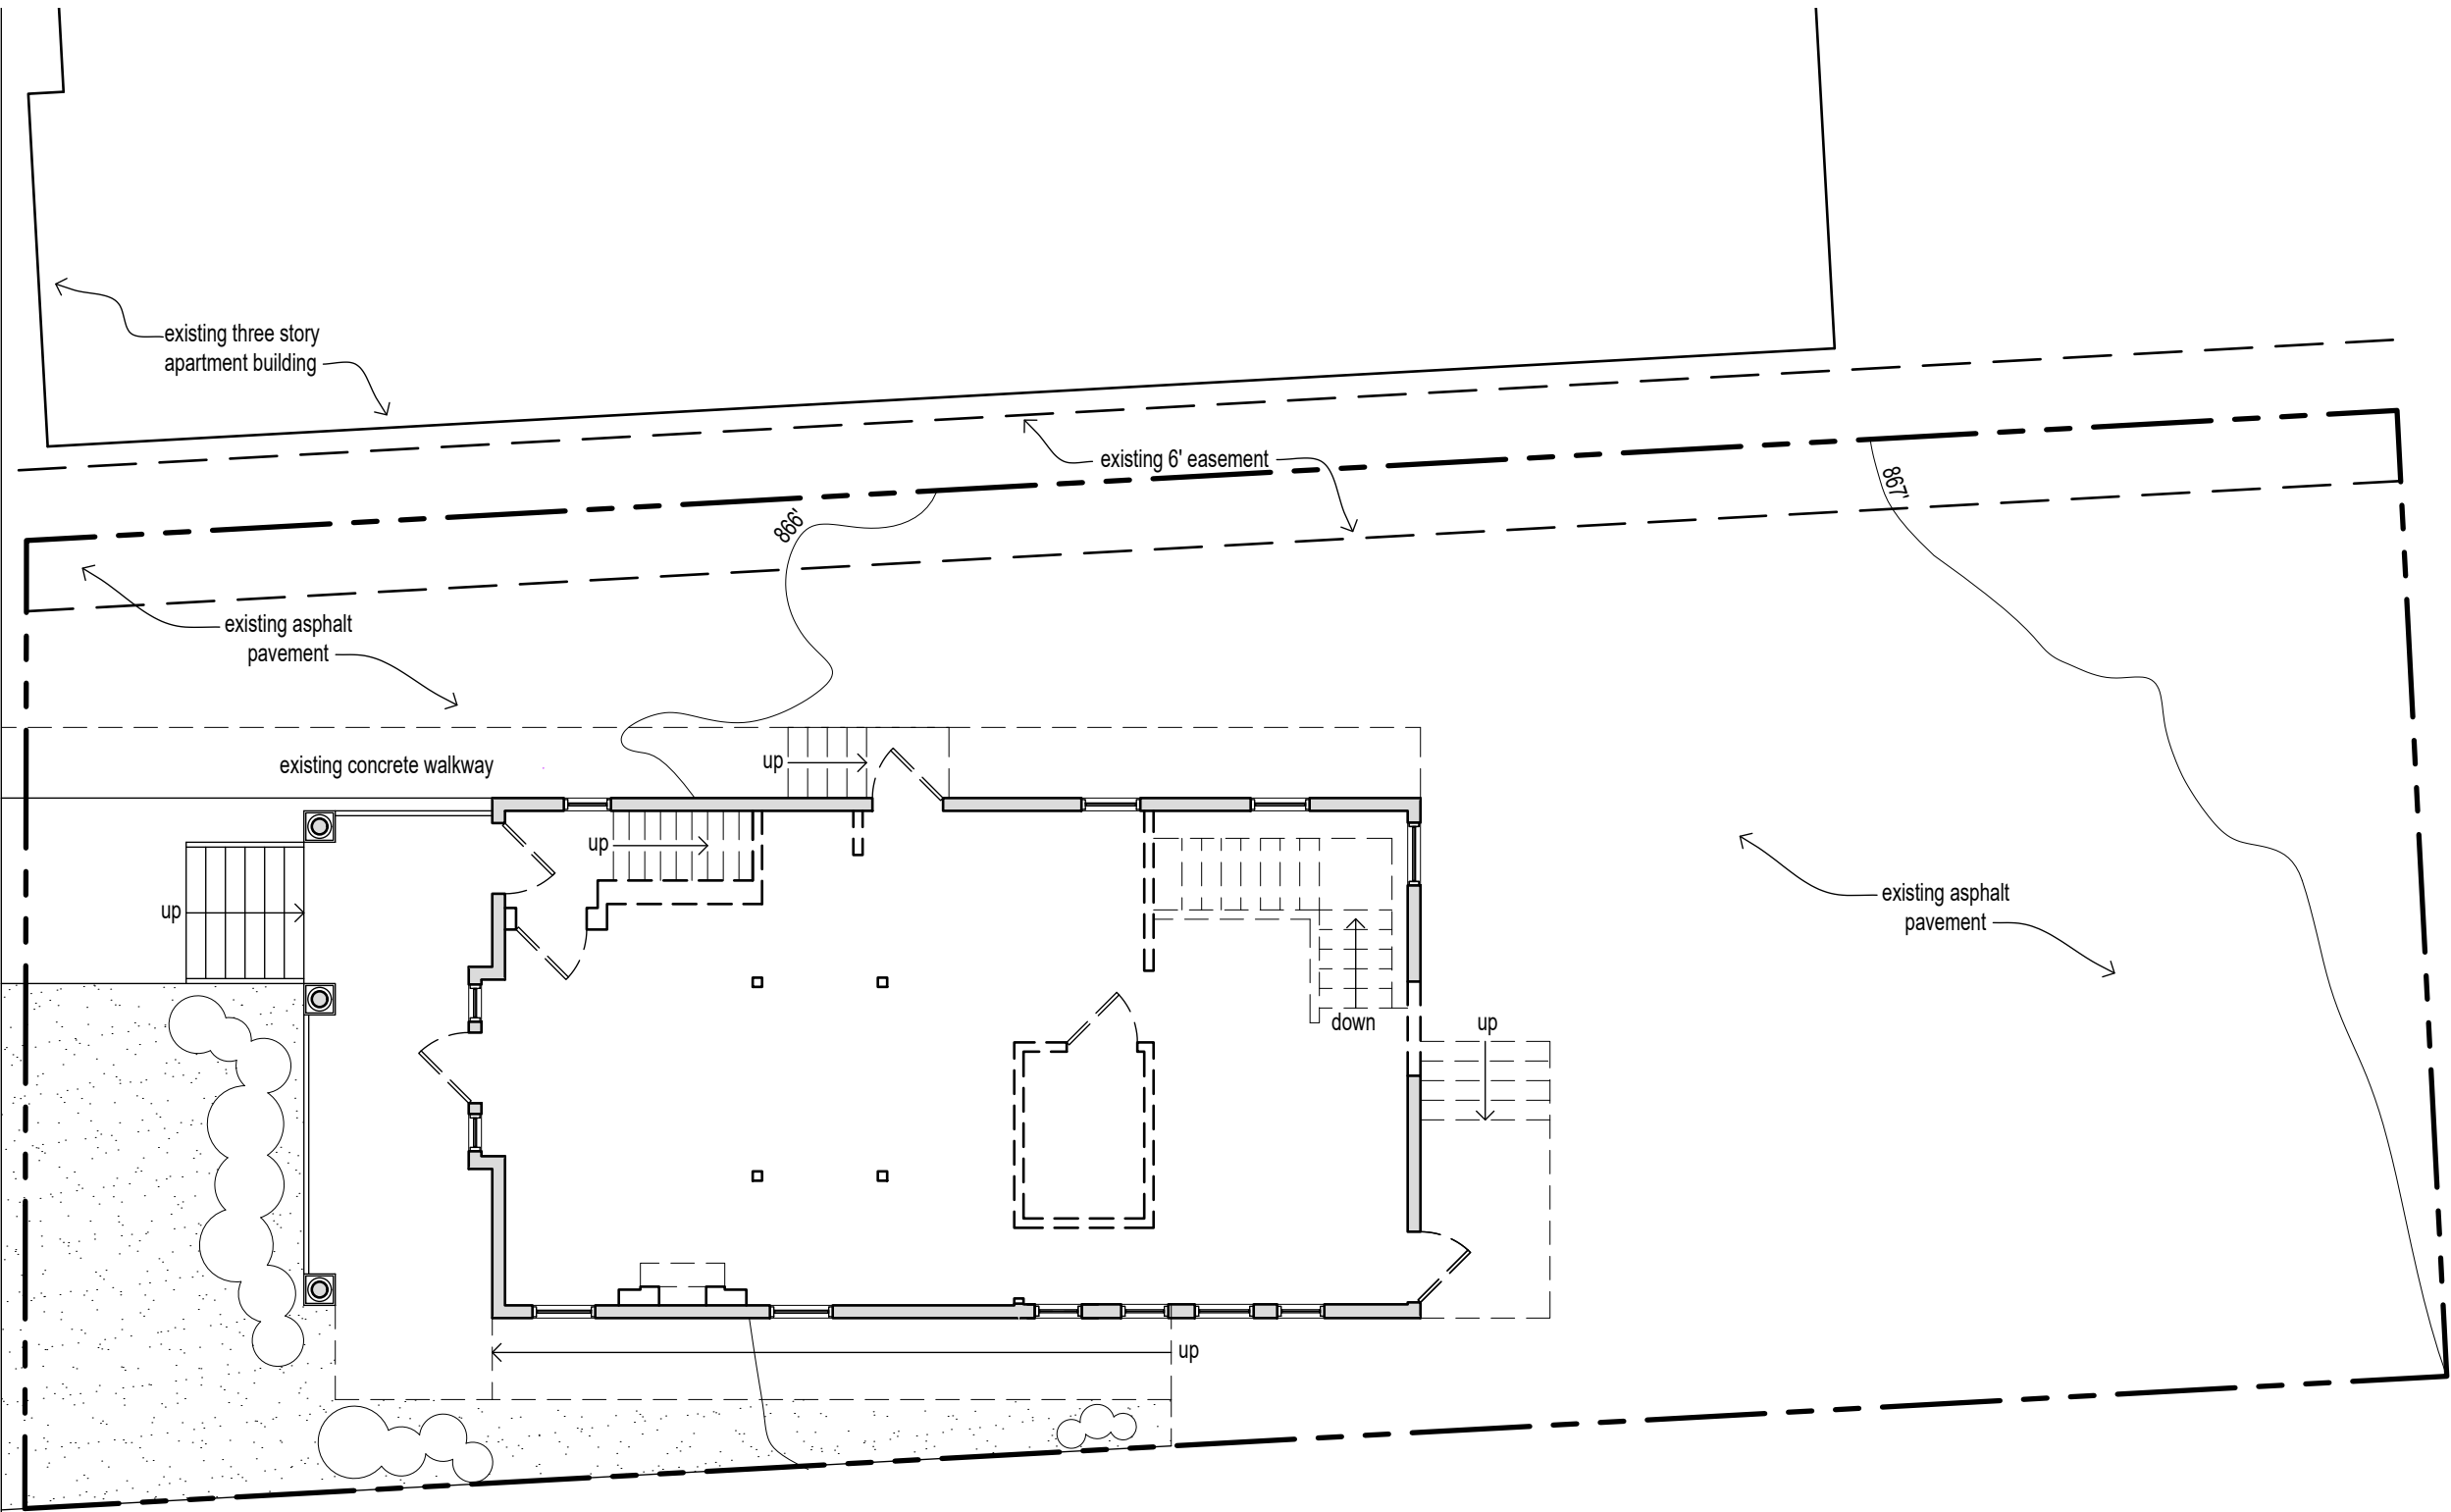 existing three story
apartment building
existing 6' easement
867'
866'
existing asphalt
pavement
up
existing concrete walkway
up
existing asphalt
pavement
up
down
up
up